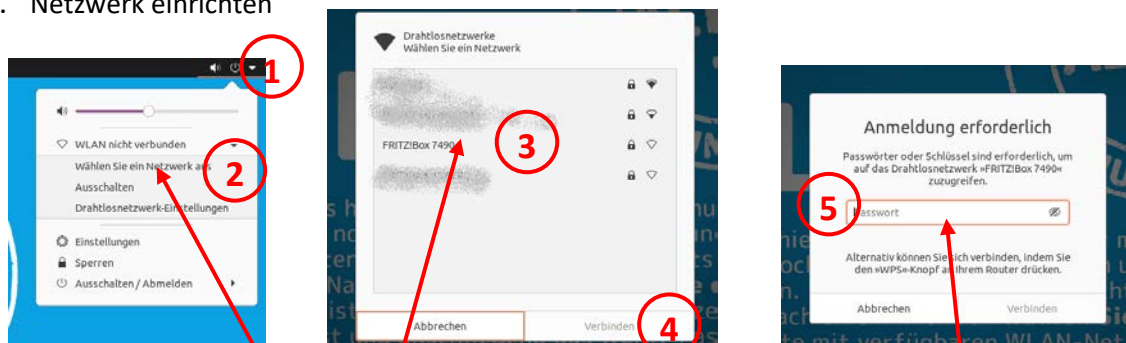 . Netzwerk einrichten
1
WLAN nicht verbunden
Wählen Sie ein Netzwerk aus
2
Ausschalten
Drahtlosnetzwerk-Einstellungen
Einstellungen
Sperren
Ausschalten / Abmelden
Drahtlosnetzwerke
Wählen Sie ein Netzwerk
FRITZ!Box 7490
3
Abbrechen
Verbinden
4
Anmeldung erforderlich
Passwörter oder Schlüssel sind erforderlich, um
auf das Drahtlosnetzwerk »FRITZ!Box 7490«
zuzugreifen.
5
Passwort
Alternativ können Sie sich verbinden, indem Sie
den »WPS«-Knopf an Ihrem Router drücken.
Abbrechen
Verbinden